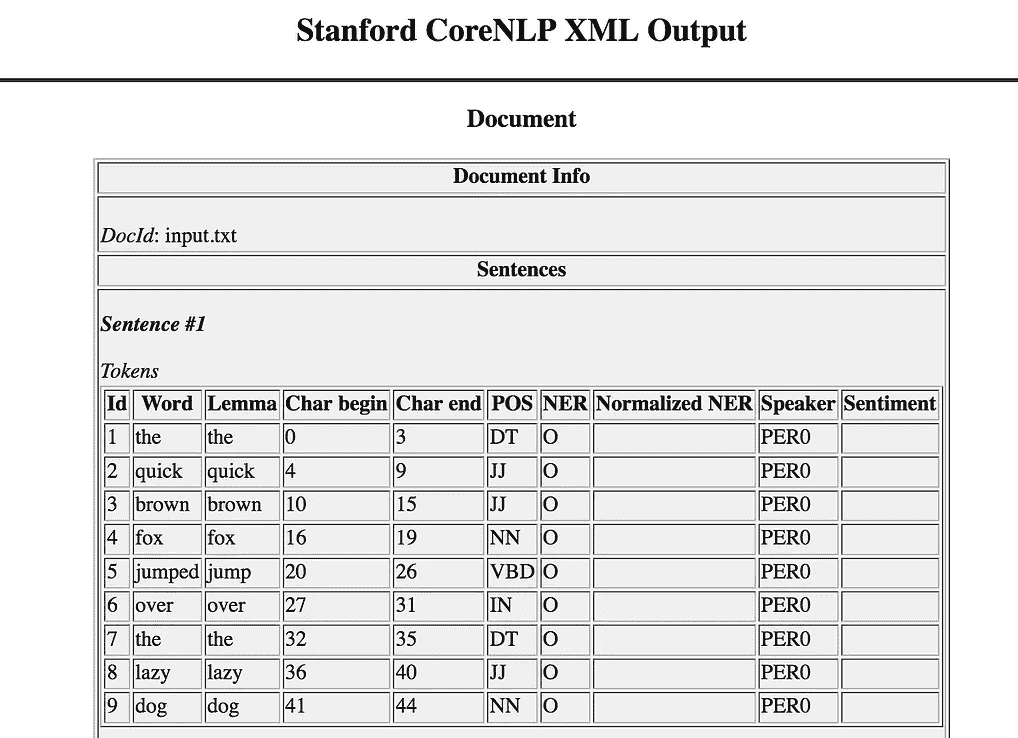 Stanford CoreNLP XML Output
Document
Document Info
DocId: input.txt
Sentences
Sentence #1
Tokens
Id Word Lemma Char begin Char end POS NER Normalized NER Speaker Sentiment
1 the the 0 3 DT O PER0
2 quick quick 4 9 JJ O PER0
3 brown brown 10 15 JJ O PER0
4 fox fox 16 19 NN O PER0
5 jumped jump 20 26 VBD O PER0
6 over over 27 31 IN O PER0
7 the the 32 35 DT O PER0
8 lazy lazy 36 40 JJ O PER0
9 dog dog 41 44 NN O PER0